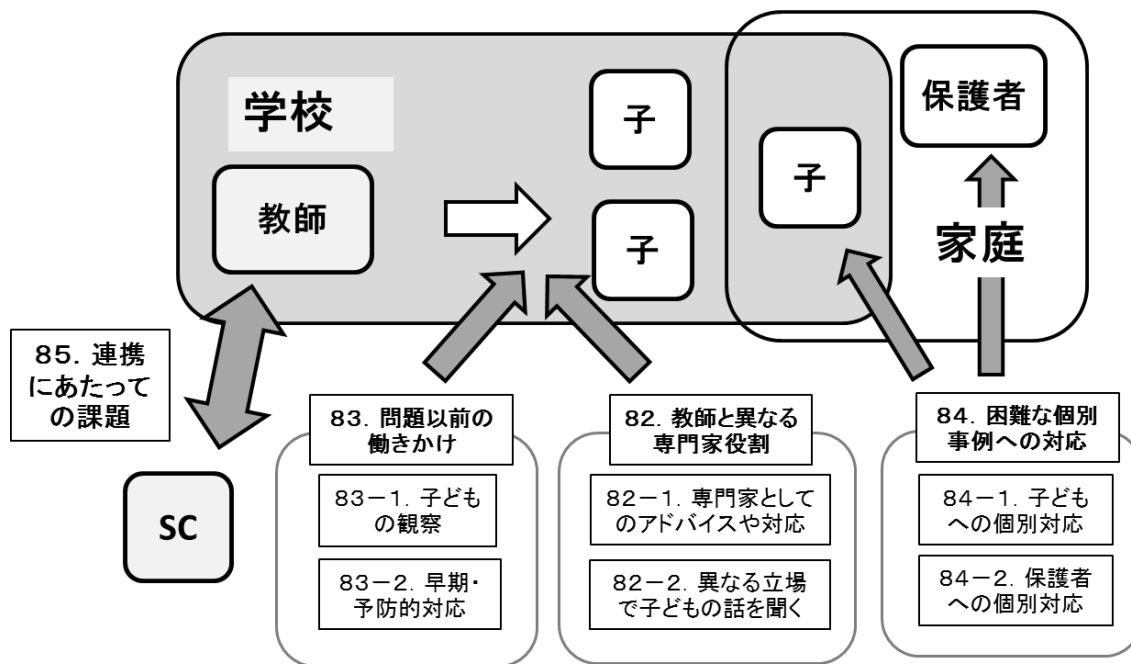 学校
教師
子
子
子
保護者
家庭
85．連携
にあたって
の課題
SC
83．問題以前の
働きかけ
83－1．子ども
の観察
83－2．早期・
予防的対応
82．教師と異なる
専門家役割
82－1．専門家として
のアドバイスや対応
82－2．異なる立場
で子どもの話を聞く
84．困難な個別
事例への対応
84－1．子ども
への個別対応
84－2．保護者
への個別対応